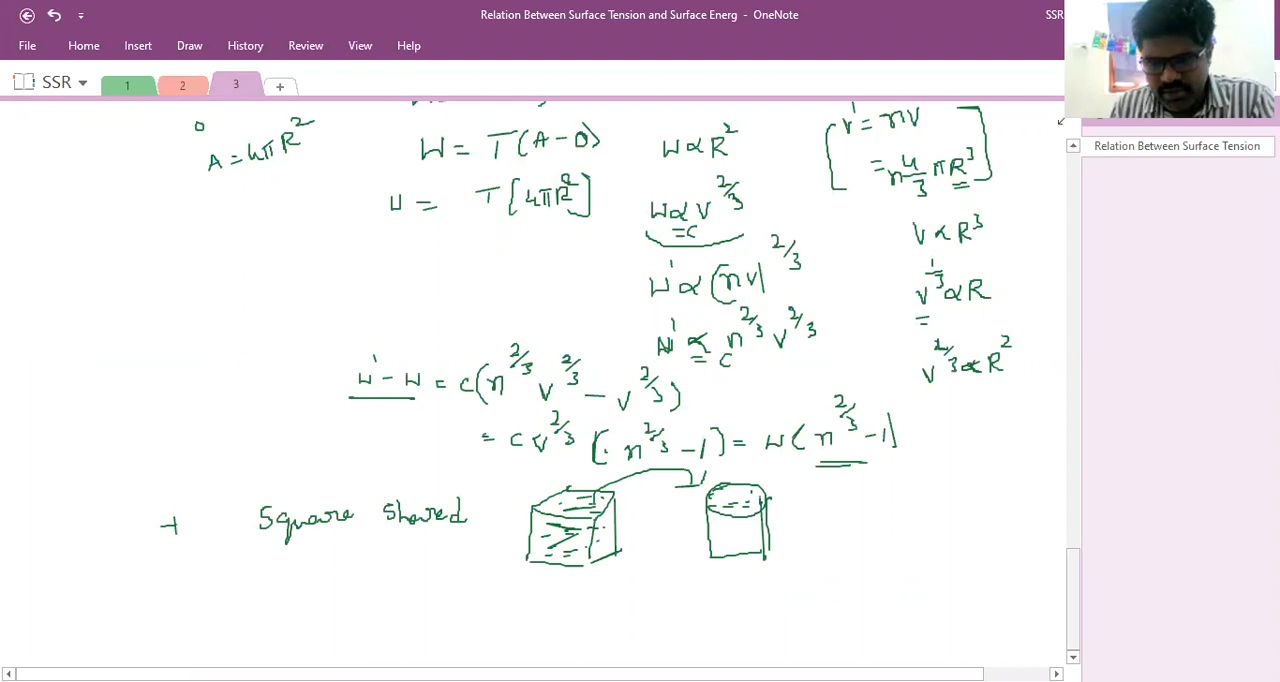 Relation Between Surface Tension and Surface Energ - OneNote
SSR
File Home Insert Draw History Review View Help
SSR 1 2 3 +
Relation Between Surface Tension
A = 4πR²
W = T(A - 0)
W = T[4πR²]
W ∝ R²
W ∝ V^2/3
= C
W' ∝ (nV)^2/3
W' ∝ n^2/3 V^2/3
= C
V' = nV
= n 4/3 πR³
V ∝ R³
V^1/3 ∝ R
=
V^2/3 ∝ R²
W' - W = C(n^2/3 V^2/3 - V^2/3)
= C V^2/3 (n^2/3 - 1) = W(n^2/3 - 1)
Square Shaped